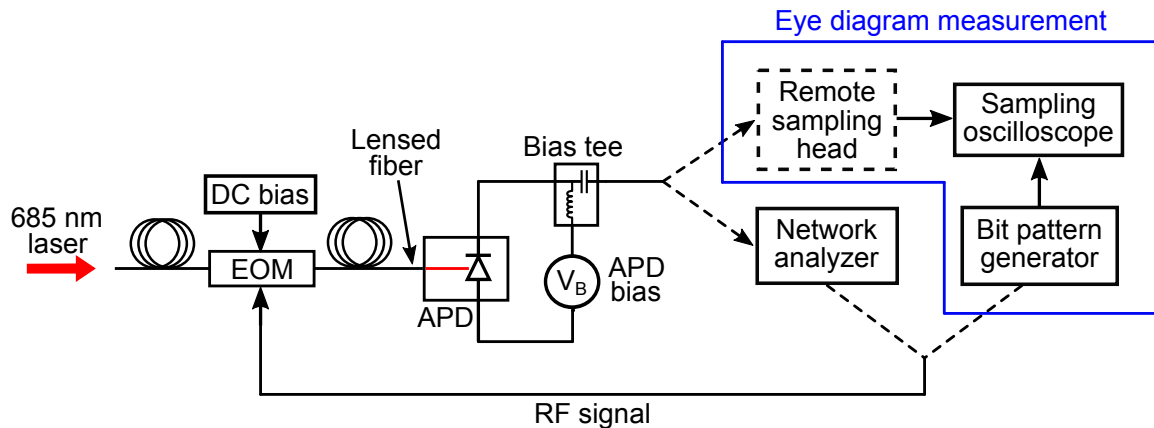 Eye diagram measurement
Remote
sampling
head
Sampling
oscilloscope
Lensed
fiber
Bias tee
DC bias
685 nm
laser
EOM
APD
V_B
APD
bias
Network
analyzer
Bit pattern
generator
RF signal